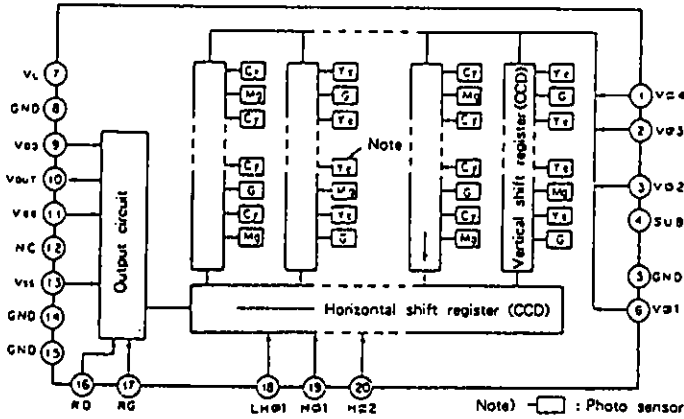 VL 7
GND 8
VDD 9
VOUT 10
VGG 11
NC 12
VSS 13
GND 14
GND 15
16 RD
17 RG
18 LHΦ1
19 HΦ1
20 HΦ2
1 VΦ4
2 VΦ3
3 VΦ2
4 SUB
5 GND
6 VΦ1
Output circuit
Cy Ye Cy Ye
Mg G Mg G
Cy Ye Cy Ye
Note
Cy Ye Cy Ye
G Mg G Mg
Cy Ye Cy Ye
Mg G Mg G
Vertical shift register (CCD)
Horizontal shift register (CCD)
Note) : Photo sensor